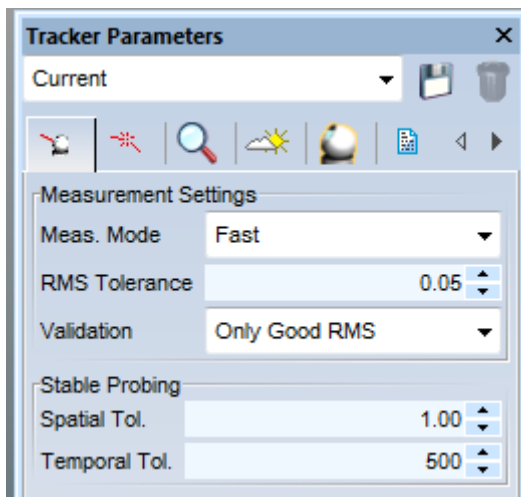 Tracker Parameters
Current
Measurement Settings
Meas. Mode Fast
RMS Tolerance 0.05
Validation Only Good RMS
Stable Probing
Spatial Tol. 1.00
Temporal Tol. 500